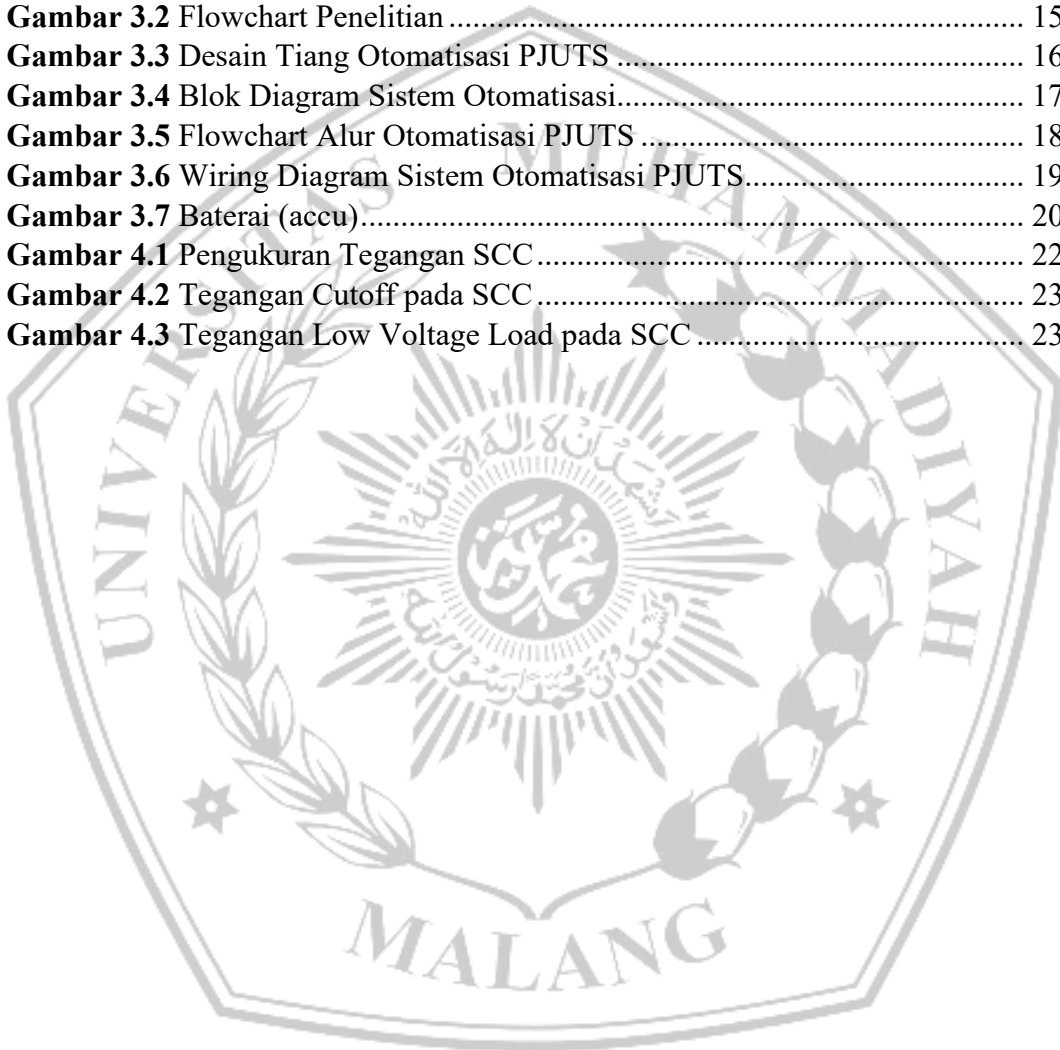 Gambar 3.2 Flowchart Penelitian ........................................................................ 15
Gambar 3.3 Desain Tiang Otomatisasi PJUTS .................................................... 16
Gambar 3.4 Blok Diagram Sistem Otomatisasi.................................................... 17
Gambar 3.5 Flowchart Alur Otomatisasi PJUTS ................................................. 18
Gambar 3.6 Wiring Diagram Sistem Otomatisasi PJUTS.................................... 19
Gambar 3.7 Baterai (accu).................................................................................... 20
Gambar 4.1 Pengukuran Tegangan SCC .............................................................. 22
Gambar 4.2 Tegangan Cutoff pada SCC .............................................................. 23
Gambar 4.3 Tegangan Low Voltage Load pada SCC .......................................... 23
UNIVERSITAS MUHAMMADIYAH
MALANG